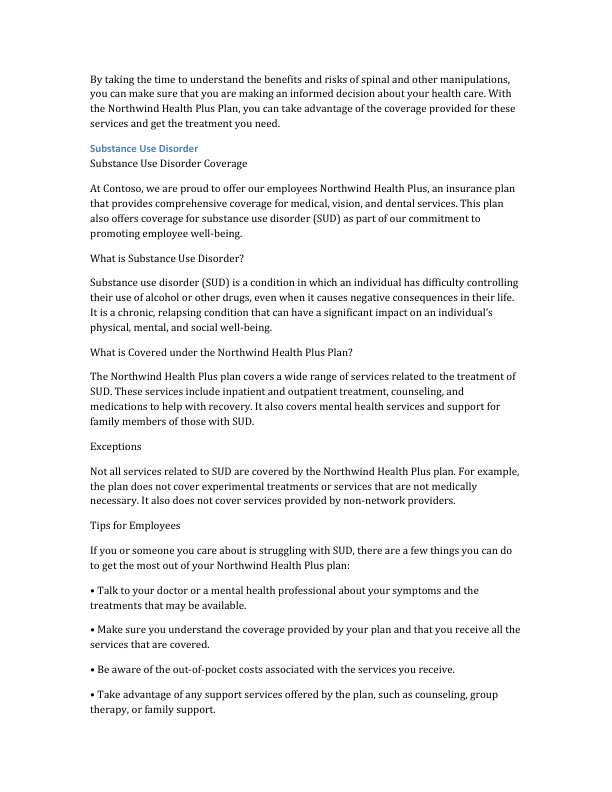 By taking the time to understand the benefits and risks of spinal and other manipulations,
you can make sure that you are making an informed decision about your health care. With
the Northwind Health Plus Plan, you can take advantage of the coverage provided for these
services and get the treatment you need.
Substance Use Disorder
Substance Use Disorder Coverage
At Contoso, we are proud to offer our employees Northwind Health Plus, an insurance plan
that provides comprehensive coverage for medical, vision, and dental services. This plan
also offers coverage for substance use disorder (SUD) as part of our commitment to
promoting employee well-being.
What is Substance Use Disorder?
Substance use disorder (SUD) is a condition in which an individual has difficulty controlling
their use of alcohol or other drugs, even when it causes negative consequences in their life.
It is a chronic, relapsing condition that can have a significant impact on an individual's
physical, mental, and social well-being.
What is Covered under the Northwind Health Plus Plan?
The Northwind Health Plus plan covers a wide range of services related to the treatment of
SUD. These services include inpatient and outpatient treatment, counseling, and
medications to help with recovery. It also covers mental health services and support for
family members of those with SUD.
Exceptions
Not all services related to SUD are covered by the Northwind Health Plus plan. For example,
the plan does not cover experimental treatments or services that are not medically
necessary. It also does not cover services provided by non-network providers.
Tips for Employees
If you or someone you care about is struggling with SUD, there are a few things you can do
to get the most out of your Northwind Health Plus plan:
• Talk to your doctor or a mental health professional about your symptoms and the
treatments that may be available.
• Make sure you understand the coverage provided by your plan and that you receive all the
services that are covered.
• Be aware of the out-of-pocket costs associated with the services you receive.
• Take advantage of any support services offered by the plan, such as counseling, group
therapy, or family support.